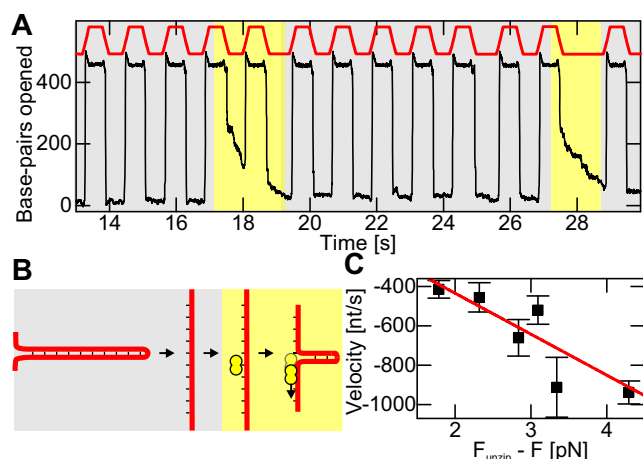 A
Base-pairs opened
400
200
0
14 16 18 20 22 24 26 28
Time [s]
B
C
Velocity [nt/s]
-400
-600
-800
-1000
2 3 4
F_unzip - F [pN]